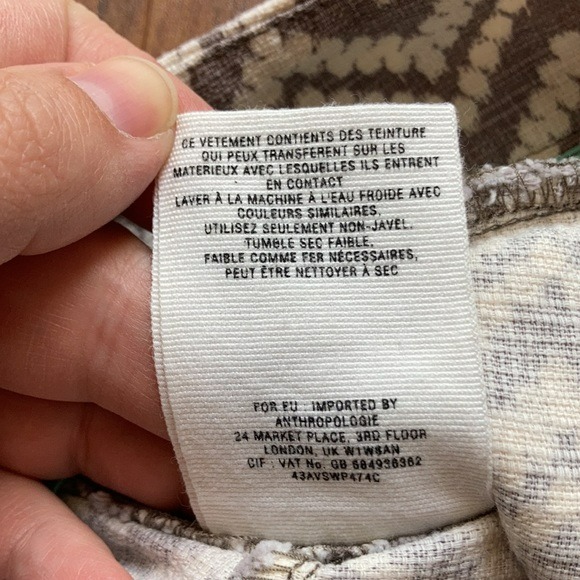 CE VETEMENT CONTIENTS DES TEINTURE
QUI PEUX TRANSFERENT SUR LES
MATERIEUX AVEC LESQUELLES ILS ENTRENT
EN CONTACT
LAVER À LA MACHINE À L'EAU FROIDE AVEC
COULEURS SIMILAIRES.
UTILISEZ SEULEMENT NON-JAVEL.
TUMBLE SEC FAIBLE.
FAIBLE COMME FER NÉCESSAIRES,
PEUT ÊTRE NETTOYER À SEC
FOR EU : IMPORTED BY
ANTHROPOLOGIE
24 MARKET PLACE, 3RD FLOOR
LONDON, UK W1W8AN
CIF : VAT No. GB 684936362
43AVSWP474C